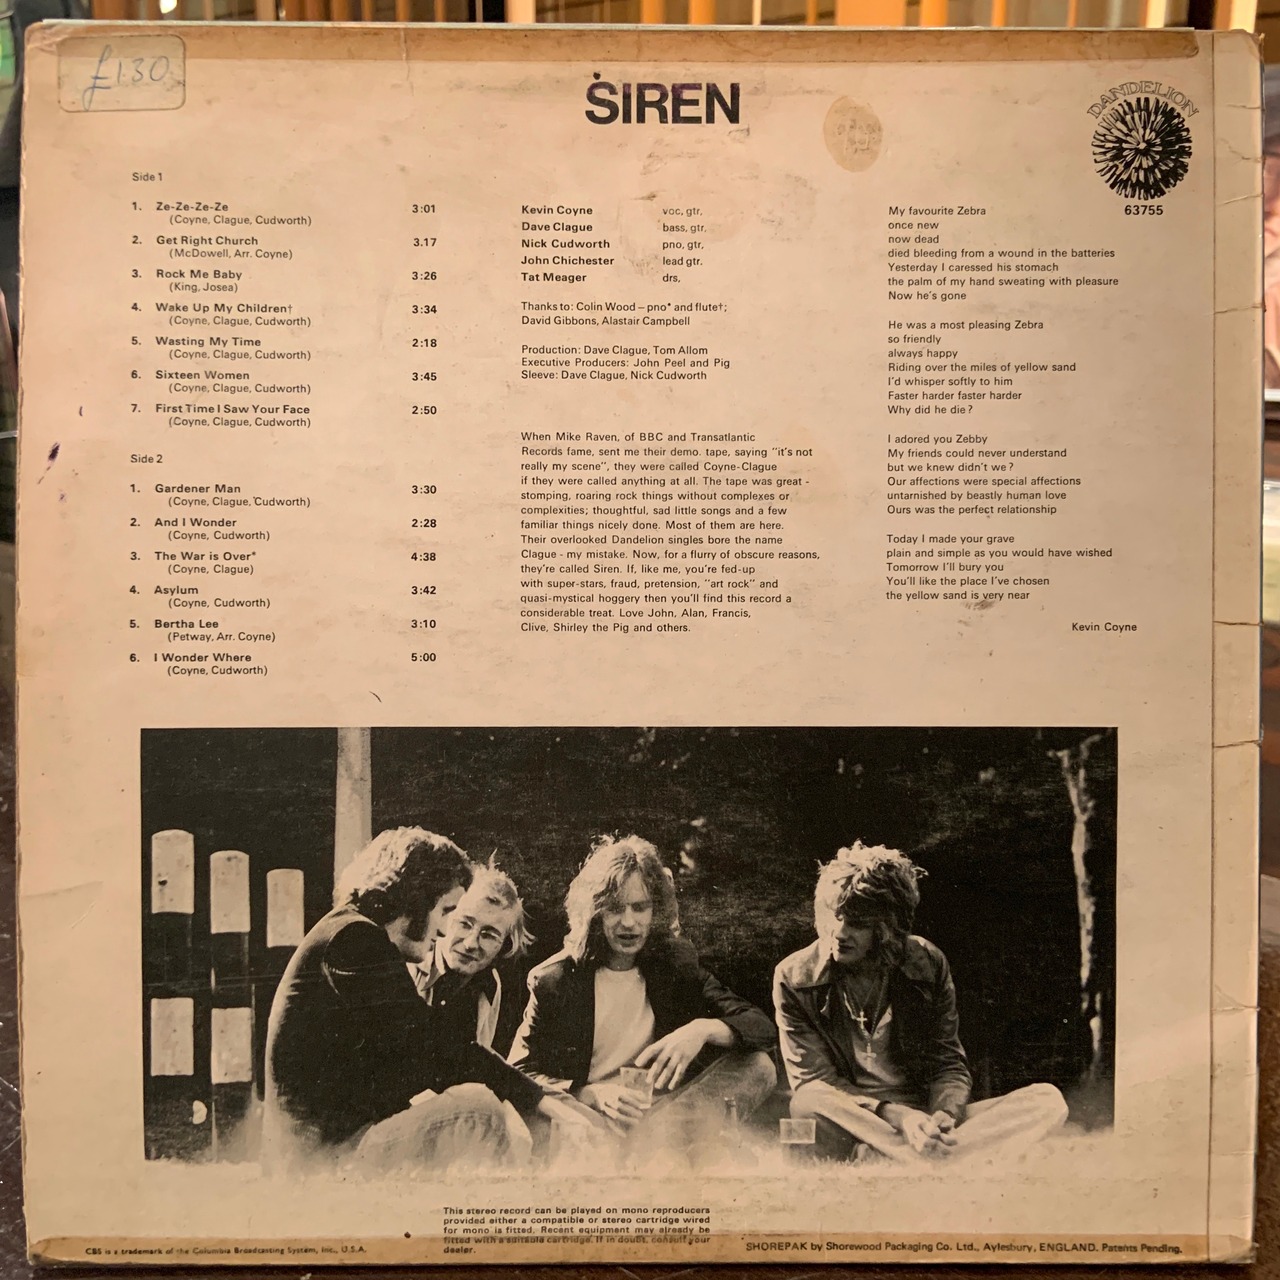 £1.30
SIREN
DANDELION
63755
Side 1
1. Ze-Ze-Ze-Ze 3:01
(Coyne, Clague, Cudworth)
2. Get Right Church 3.17
(McDowell, Arr. Coyne)
3. Rock Me Baby 3:26
(King, Josea)
4. Wake Up My Children† 3:34
(Coyne, Clague, Cudworth)
5. Wasting My Time 2:18
(Coyne, Clague, Cudworth)
6. Sixteen Women 3:45
(Coyne, Clague, Cudworth)
7. First Time I Saw Your Face 2:50
(Coyne, Clague, Cudworth)
Side 2
1. Gardener Man 3:30
(Coyne, Clague, Cudworth)
2. And I Wonder 2:28
(Coyne, Cudworth)
3. The War is Over* 4:38
(Coyne, Clague)
4. Asylum 3:42
(Coyne, Cudworth)
5. Bertha Lee 3:10
(Petway, Arr. Coyne)
6. I Wonder Where 5:00
(Coyne, Cudworth)
Kevin Coyne voc, gtr,
Dave Clague bass, gtr,
Nick Cudworth pno, gtr,
John Chichester lead gtr.
Tat Meager drs,
Thanks to: Colin Wood – pno* and flute†;
David Gibbons, Alastair Campbell
Production: Dave Clague, Tom Allom
Executive Producers: John Peel and Pig
Sleeve: Dave Clague, Nick Cudworth
When Mike Raven, of BBC and Transatlantic
Records fame, sent me their demo. tape, saying "it's not
really my scene", they were called Coyne-Clague
if they were called anything at all. The tape was great -
stomping, roaring rock things without complexes or
complexities; thoughtful, sad little songs and a few
familiar things nicely done. Most of them are here.
Their overlooked Dandelion singles bore the name
Clague - my mistake. Now, for a flurry of obscure reasons,
they're called Siren. If, like me, you're fed-up
with super-stars, fraud, pretension, "art rock" and
quasi-mystical hoggery then you'll find this record a
considerable treat. Love John, Alan, Francis,
Clive, Shirley the Pig and others.
My favourite Zebra
once new
now dead
died bleeding from a wound in the batteries
Yesterday I caressed his stomach
the palm of my hand sweating with pleasure
Now he's gone
He was a most pleasing Zebra
so friendly
always happy
Riding over the miles of yellow sand
I'd whisper softly to him
Faster harder faster harder
Why did he die?
I adored you Zebby
My friends could never understand
but we knew didn't we?
Our affections were special affections
untarnished by beastly human love
Ours was the perfect relationship
Today I made your grave
plain and simple as you would have wished
Tomorrow I'll bury you
You'll like the place I've chosen
the yellow sand is very near
Kevin Coyne
This stereo record can be played on mono reproducers
provided either a compatible or stereo cartridge wired
for mono is fitted. Recent equipment may already be
fitted with a suitable cartridge. If in doubt, consult your
dealer.
CBS is a trademark of the Columbia Broadcasting System, Inc., U.S.A.
SHOREPAK by Shorewood Packaging Co. Ltd., Aylesbury, ENGLAND. Patents Pending.